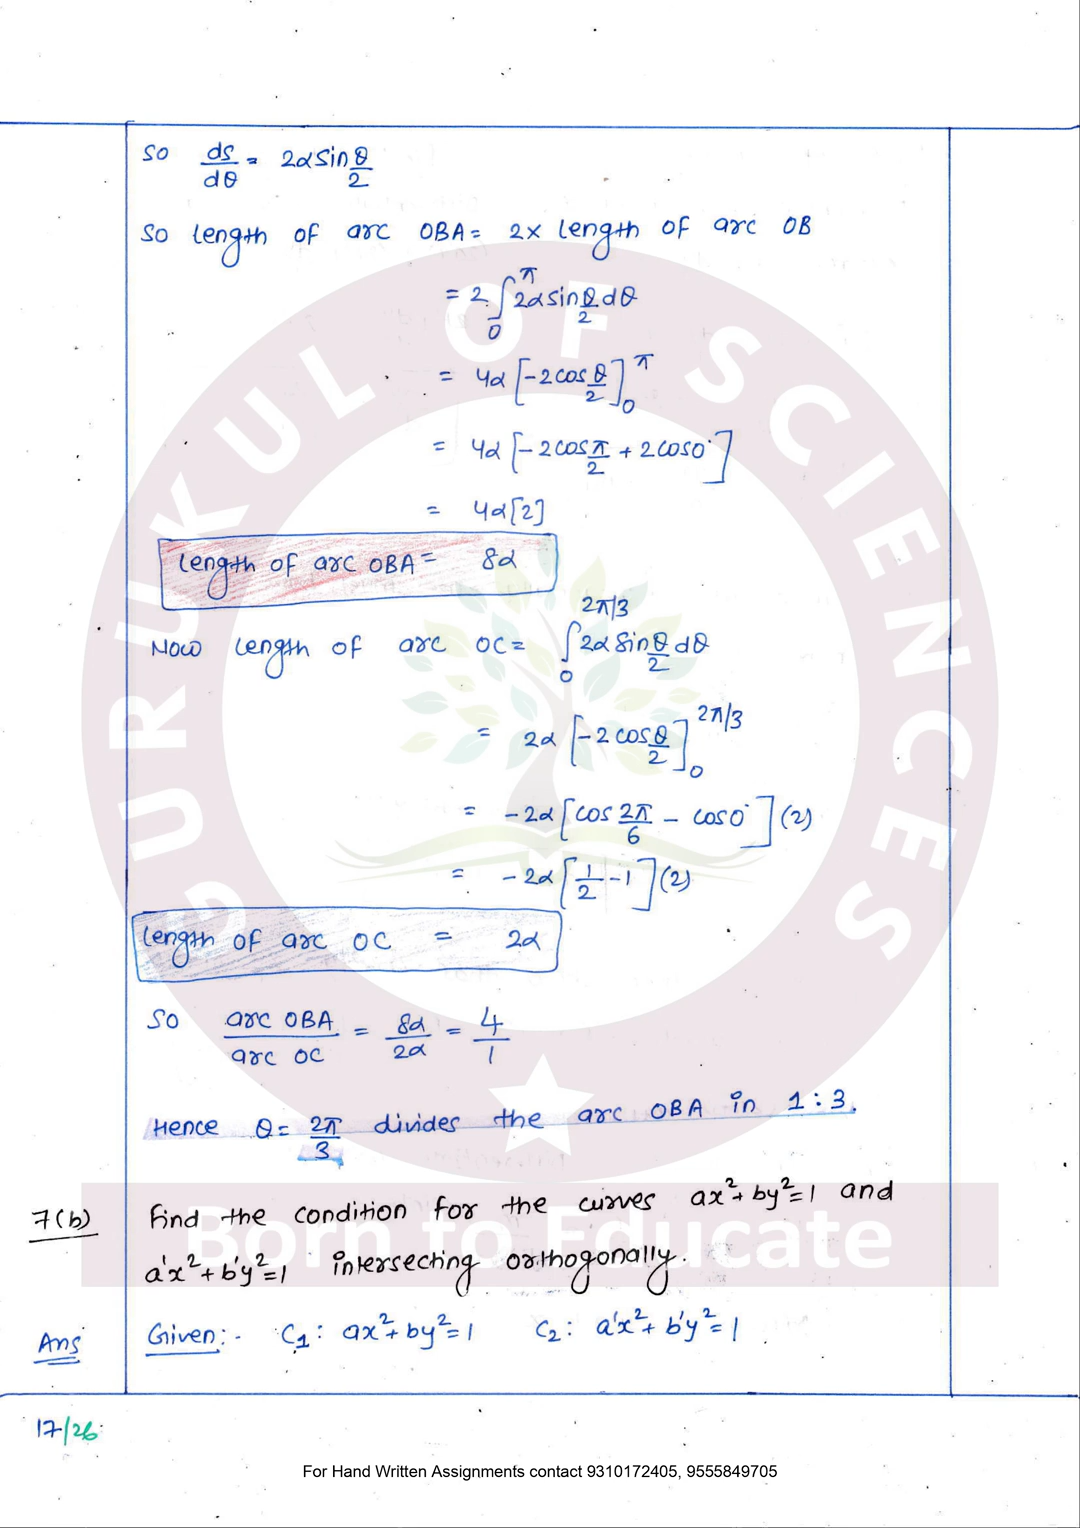 So ds/dθ = 2α sin θ/2
So length of arc OBA = 2 x length of arc OB
= 2 ∫₀^π 2α sin θ/2 dθ
= 4α [-2 cos θ/2]₀^π
= 4α [-2 cos π/2 + 2 cos 0°]
= 4α [2]
length of arc OBA = 8α
Now length of arc OC = ∫₀^{2π/3} 2α sin θ/2 dθ
= 2α [-2 cos θ/2]₀^{2π/3}
= -2α [cos 2π/6 - cos 0°] (2)
= -2α [1/2 - 1] (2)
length of arc OC = 2α
So arc OBA / arc OC = 8α/2α = 4/1
Hence θ = 2π/3 divides the arc OBA in 1:3.
7(b) Find the condition for the curves ax² + by² = 1 and
a'x² + b'y² = 1 intersecting orthogonally.
Ans Given:- C₁ : ax² + by² = 1 C₂ : a'x² + b'y² = 1
17/26
For Hand Written Assignments contact 9310172405, 9555849705
GURUKUL OF SCIENCES
Born to Educate